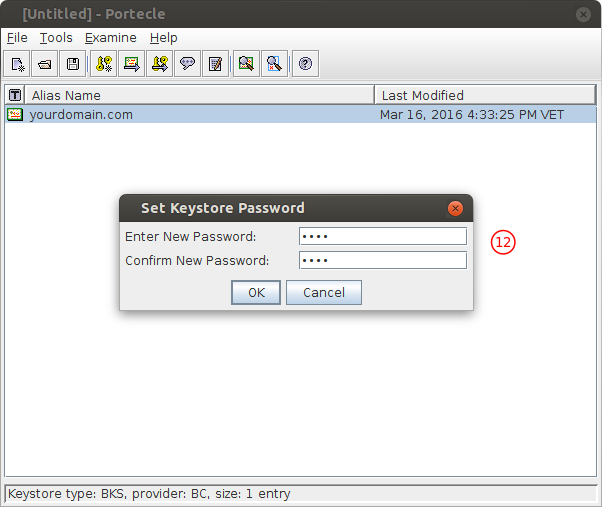 [Untitled] - Portecle
File Tools Examine Help
T Alias Name Last Modified
yourdomain.com Mar 16, 2016 4:33:25 PM VET
Set Keystore Password
Enter New Password: ••••
12
Confirm New Password: ••••
OK Cancel
Keystore type: BKS, provider: BC, size: 1 entry